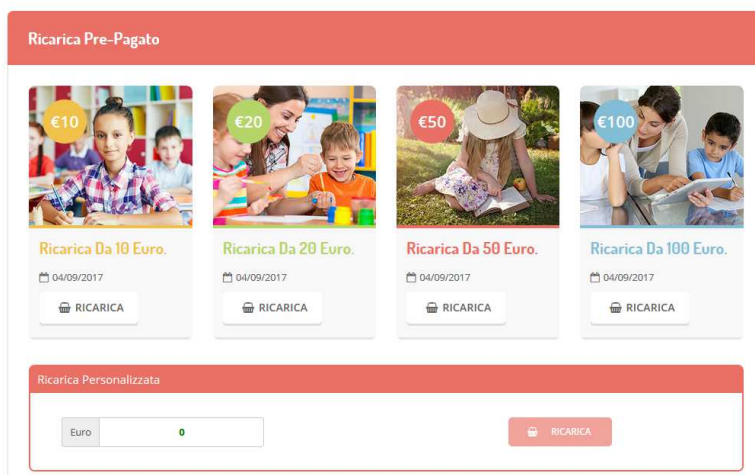 Ricarica Pre-Pagato
€10
€20
€50
€100
Ricarica Da 10 Euro.
Ricarica Da 20 Euro.
Ricarica Da 50 Euro.
Ricarica Da 100 Euro.
04/09/2017
04/09/2017
04/09/2017
04/09/2017
RICARICA
RICARICA
RICARICA
RICARICA
Ricarica Personalizzata
Euro 0
RICARICA